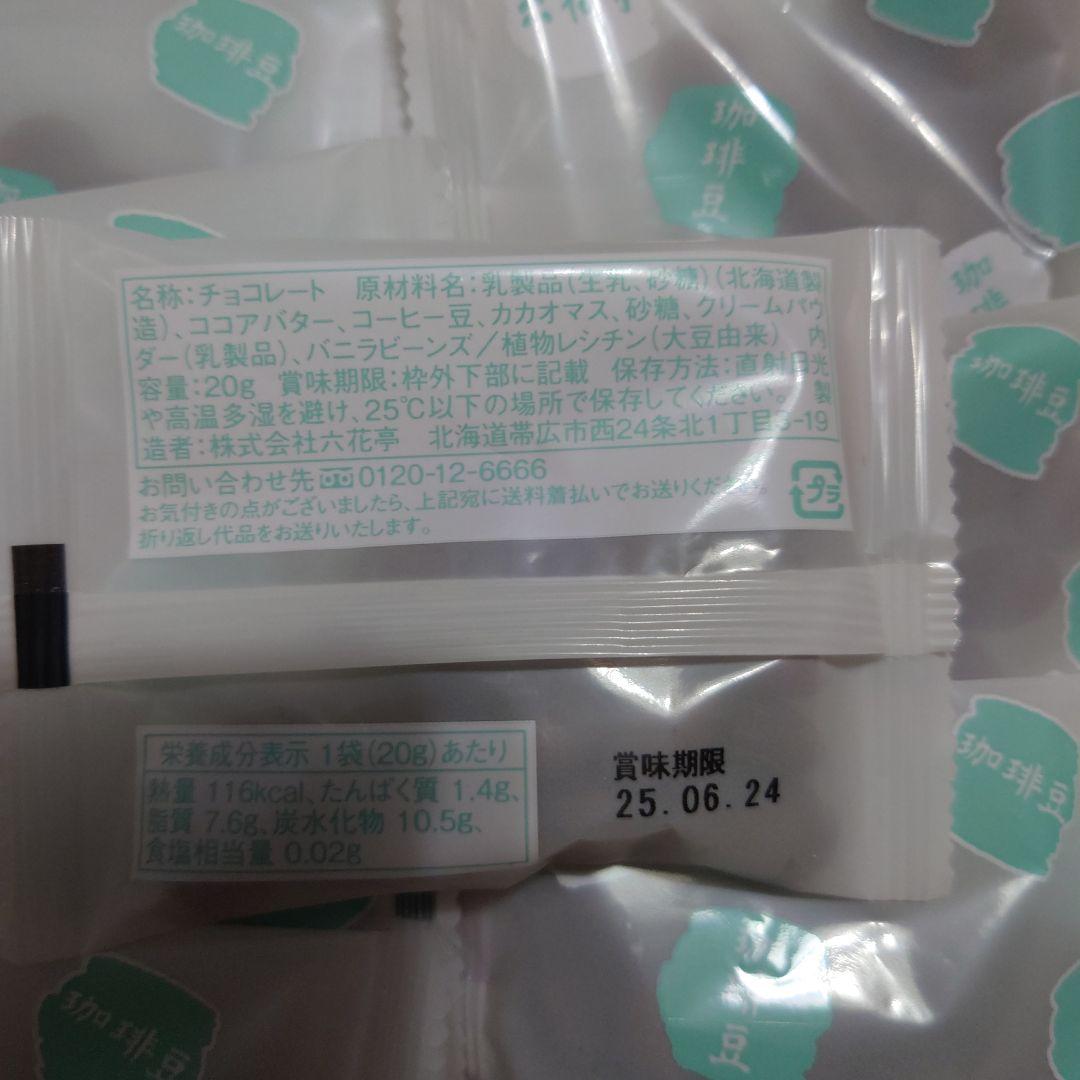 珈琲豆
珈
琲
豆
名称:チョコレート 原材料名:乳製品(生乳、砂糖)(北海道製
造)、ココアバター、コーヒー豆、カカオマス、砂糖、クリームパウ
ダー(乳製品)、バニラビーンズ/植物レシチン(大豆由来) 内
容量:20g 賞味期限:枠外下部に記載 保存方法:直射日光
や高温多湿を避け、25℃以下の場所で保存してください。 製
造者:株式会社六花亭 北海道帯広市西24条北1丁目3-19
お問い合わせ先 0120-12-6666
お気付きの点がございましたら、上記宛に送料着払いでお送りください。
折り返し代品をお送りいたします。
プラ
珈琲豆
栄養成分表示 1袋(20g)あたり
熱量 116kcal、たんぱく質 1.4g、
脂質 7.6g、炭水化物 10.5g、
食塩相当量 0.02g
賞味期限
25.06.24
珈琲豆
珈琲豆
珈
琲
豆